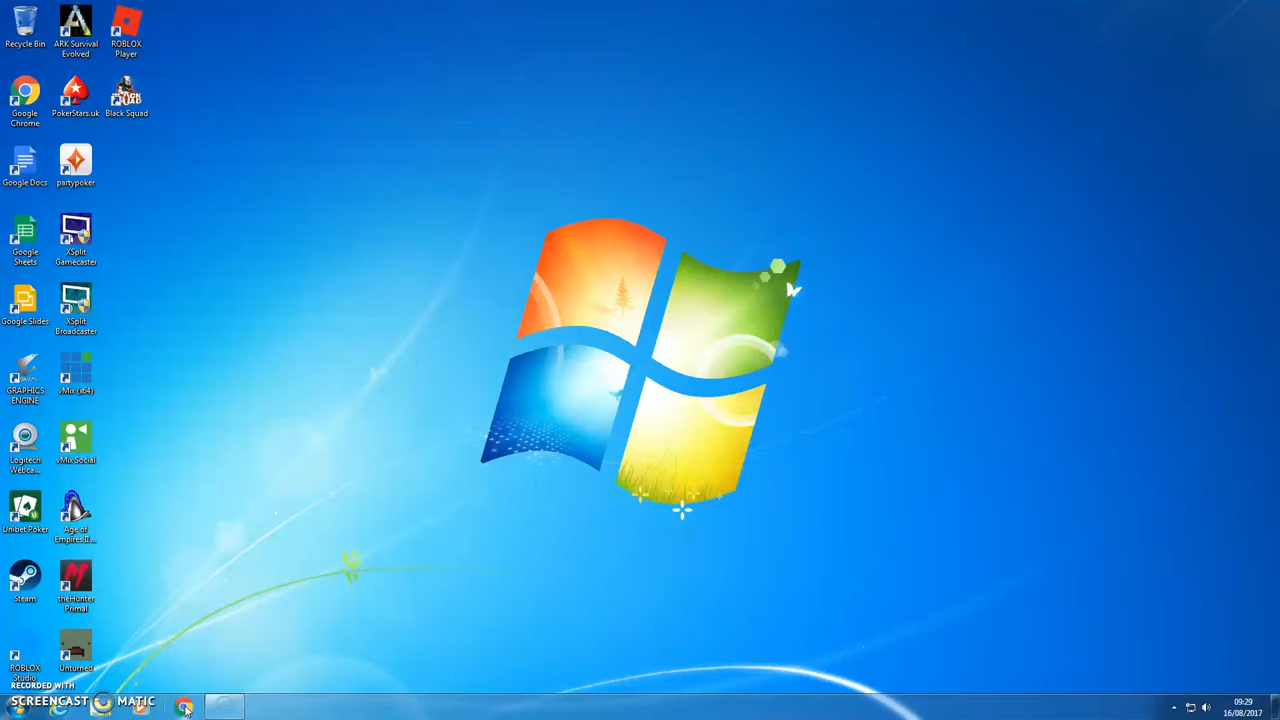 Recycle Bin
ARK Survival
Evolved
ROBLOX
Player
Google
Chrome
PokerStars.uk
Black Squad
Google Docs
partypoker
Google
Sheets
XSplit
Gamecaster
Google Slides
XSplit
Broadcaster
GRAPHICS
ENGINE
vMix (x64)
Logitech
Webca...
vMix Social
Unibet Poker
Age of
Empires II ...
Steam
theHunter
Primal
ROBLOX
Studio
Unturned
RECORDED WITH
SCREENCAST MATIC
09:29
16/08/2017